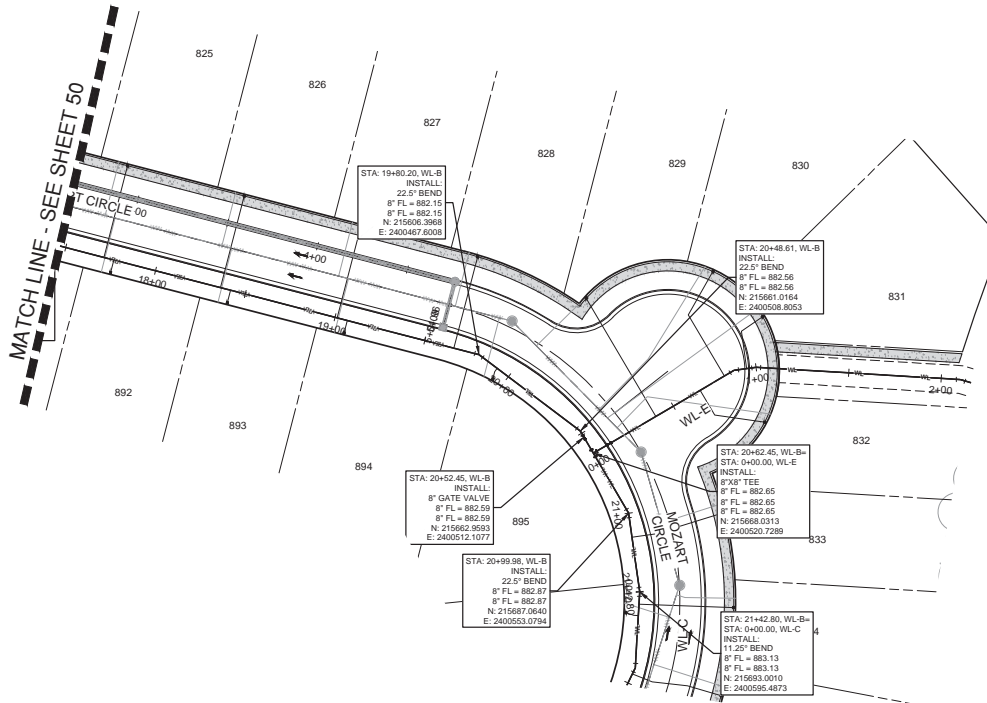 825
826
827
828
829
830
831
832
833
892
893
894
895
MATCH LINE - SEE SHEET 50
CIRCLE
18+00
19+00
20+00
21+00
1+00
2+00
0+00
STA: 19+80.20, WL-B
INSTALL:
22.5° BEND
8" FL = 882.15
8" FL = 882.15
N: 215606.3968
E: 2400467.6008
STA: 20+48.61, WL-B
INSTALL:
22.5° BEND
8" FL = 882.56
8" FL = 882.56
N: 215661.0164
E: 2400508.8053
WL-E
STA: 20+52.45, WL-B
INSTALL:
8" GATE VALVE
8" FL = 882.59
8" FL = 882.59
N: 215662.9593
E: 2400512.1077
STA: 20+62.45, WL-B=
STA: 0+00.00, WL-E
INSTALL:
8"X8" TEE
8" FL = 882.65
8" FL = 882.65
8" FL = 882.65
N: 215668.0313
E: 2400520.7289
MOZART
CIRCLE
STA: 20+99.98, WL-B
INSTALL:
22.5° BEND
8" FL = 882.87
8" FL = 882.87
N: 215687.0640
E: 2400553.0794
STA: 21+42.80, WL-B=
STA: 0+00.00, WL-C
INSTALL:
11.25° BEND
8" FL = 883.13
8" FL = 883.13
N: 215693.0010
E: 2400595.4873
WL-C